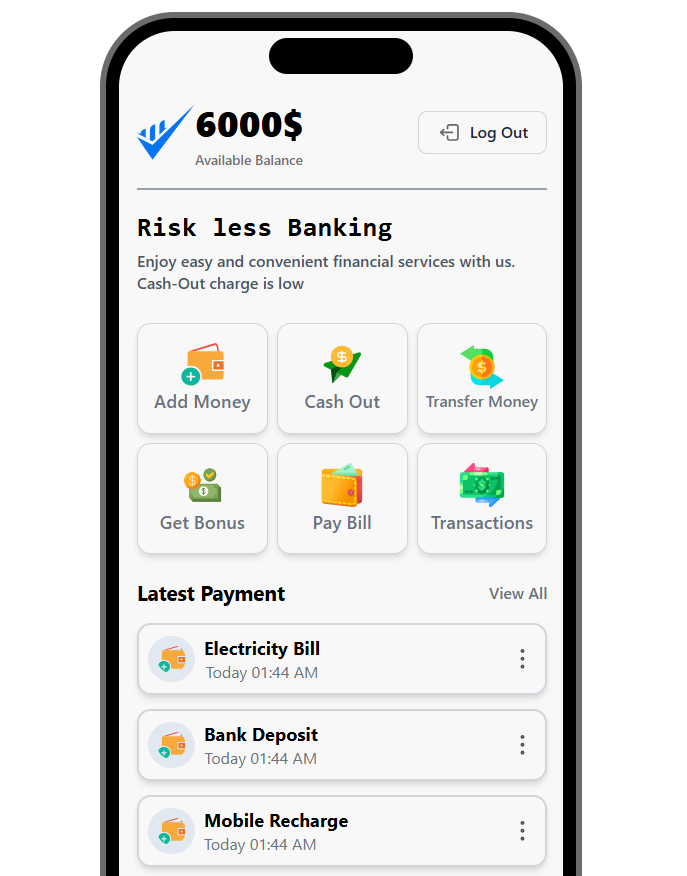 6000$
Available Balance
Log Out
Risk less Banking
Enjoy easy and convenient financial services with us.
Cash-Out charge is low
Add Money
Cash Out
Transfer Money
Get Bonus
Pay Bill
Transactions
Latest Payment
View All
Electricity Bill
Today 01:44 AM
Bank Deposit
Today 01:44 AM
Mobile Recharge
Today 01:44 AM